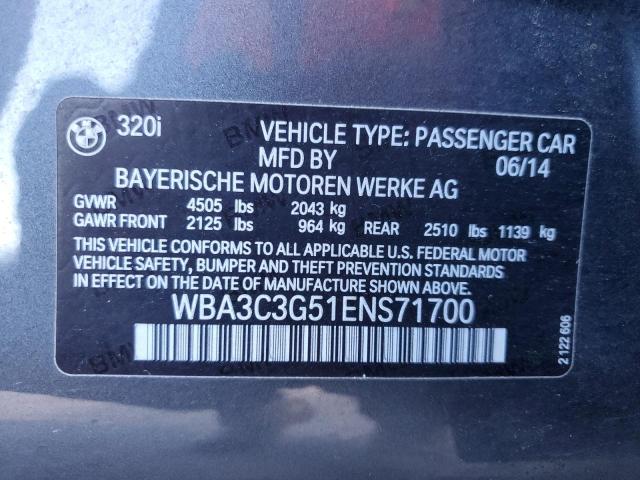 320i VEHICLE TYPE: PASSENGER CAR
MFD BY 06/14
BAYERISCHE MOTOREN WERKE AG
GVWR 4505 lbs 2043 kg
GAWR FRONT 2125 lbs 964 kg REAR 2510 lbs 1139 kg
THIS VEHICLE CONFORMS TO ALL APPLICABLE U.S. FEDERAL MOTOR
VEHICLE SAFETY, BUMPER AND THEFT PREVENTION STANDARDS
IN EFFECT ON THE DATE OF MANUFACTURE SHOWN ABOVE.
WBA3C3G51ENS71700
2 122 606